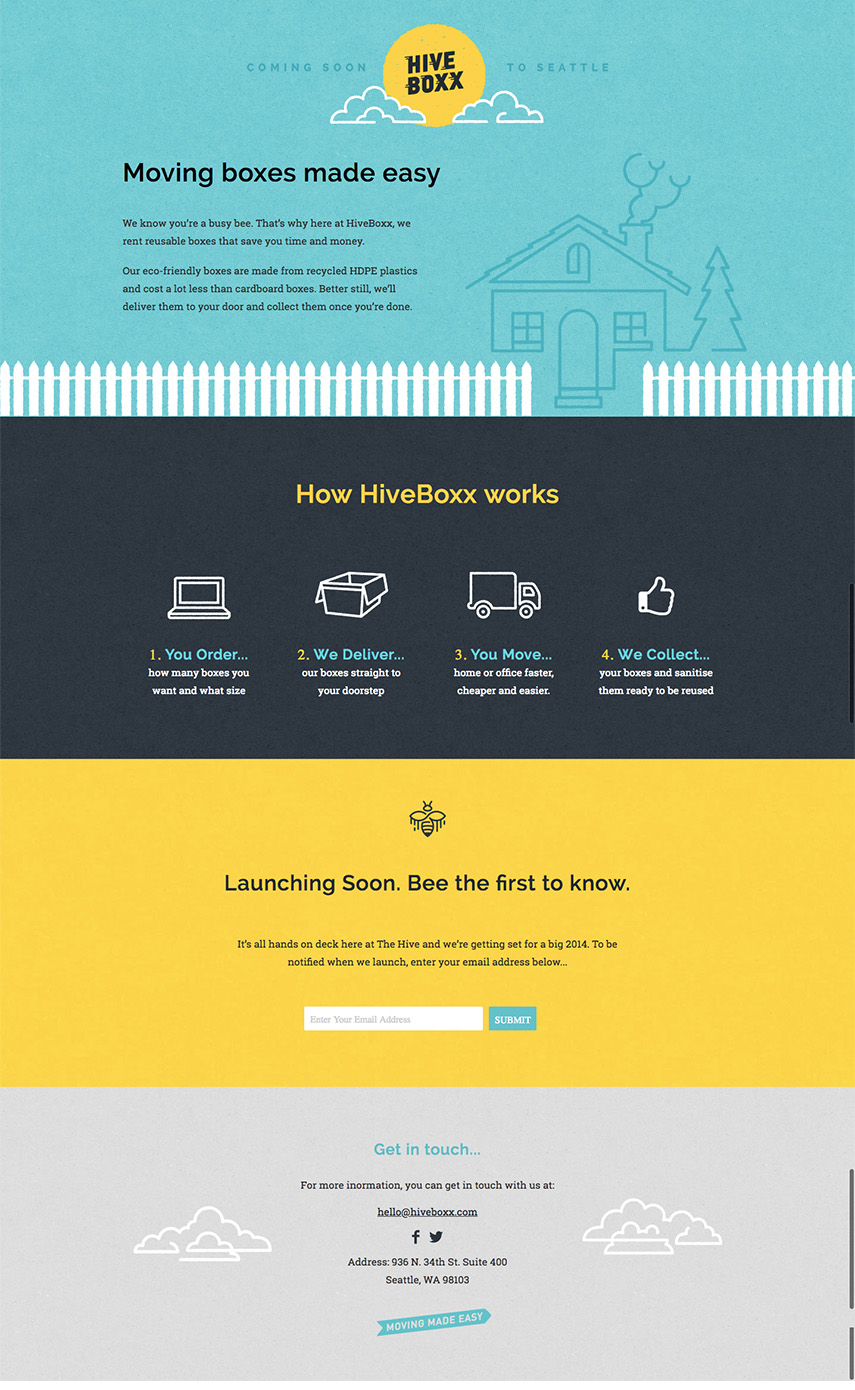 COMING SOON
HIVE
BOXX
TO SEATTLE
Moving boxes made easy
We know you’re a busy bee. That’s why here at HiveBoxx, we
rent reusable boxes that save you time and money.
Our eco-friendly boxes are made from recycled HDPE plastics
and cost a lot less than cardboard boxes. Better still, we’ll
deliver them to your door and collect them once you’re done.
How HiveBoxx works
1. You Order...
how many boxes you
want and what size
2. We Deliver...
our boxes straight to
your doorstep
3. You Move...
home or office faster,
cheaper and easier.
4. We Collect...
your boxes and sanitise
them ready to be reused
Launching Soon. Bee the first to know.
It’s all hands on deck here at The Hive and we’re getting set for a big 2014. To be
notified when we launch, enter your email address below...
Enter Your Email Address
SUBMIT
Get in touch...
For more inormation, you can get in touch with us at:
hello@hiveboxx.com
Address: 936 N. 34th St. Suite 400
Seattle, WA 98103
MOVING MADE EASY